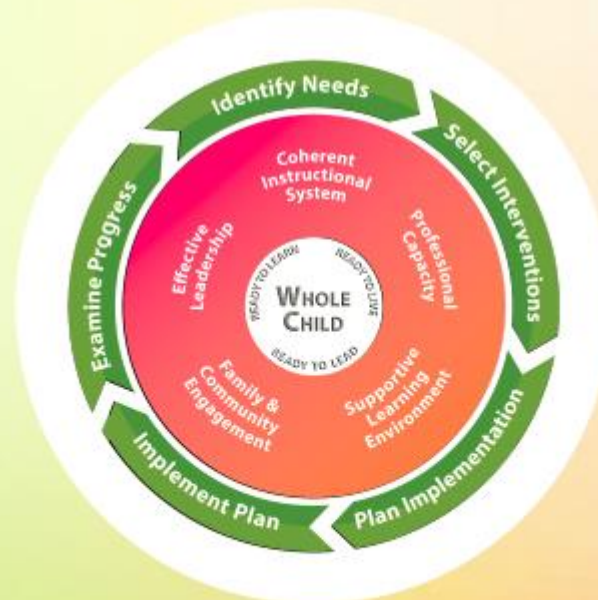 Identify Needs
Select Interventions
Plan Implementation
Implement Plan
Examine Progress
Coherent
Instructional
System
Professional
Capacity
Supportive
Learning
Environment
Family &
Community
Engagement
Effective
Leadership
READY TO LEARN
READY TO LIVE
READY TO LEAD
WHOLE
CHILD